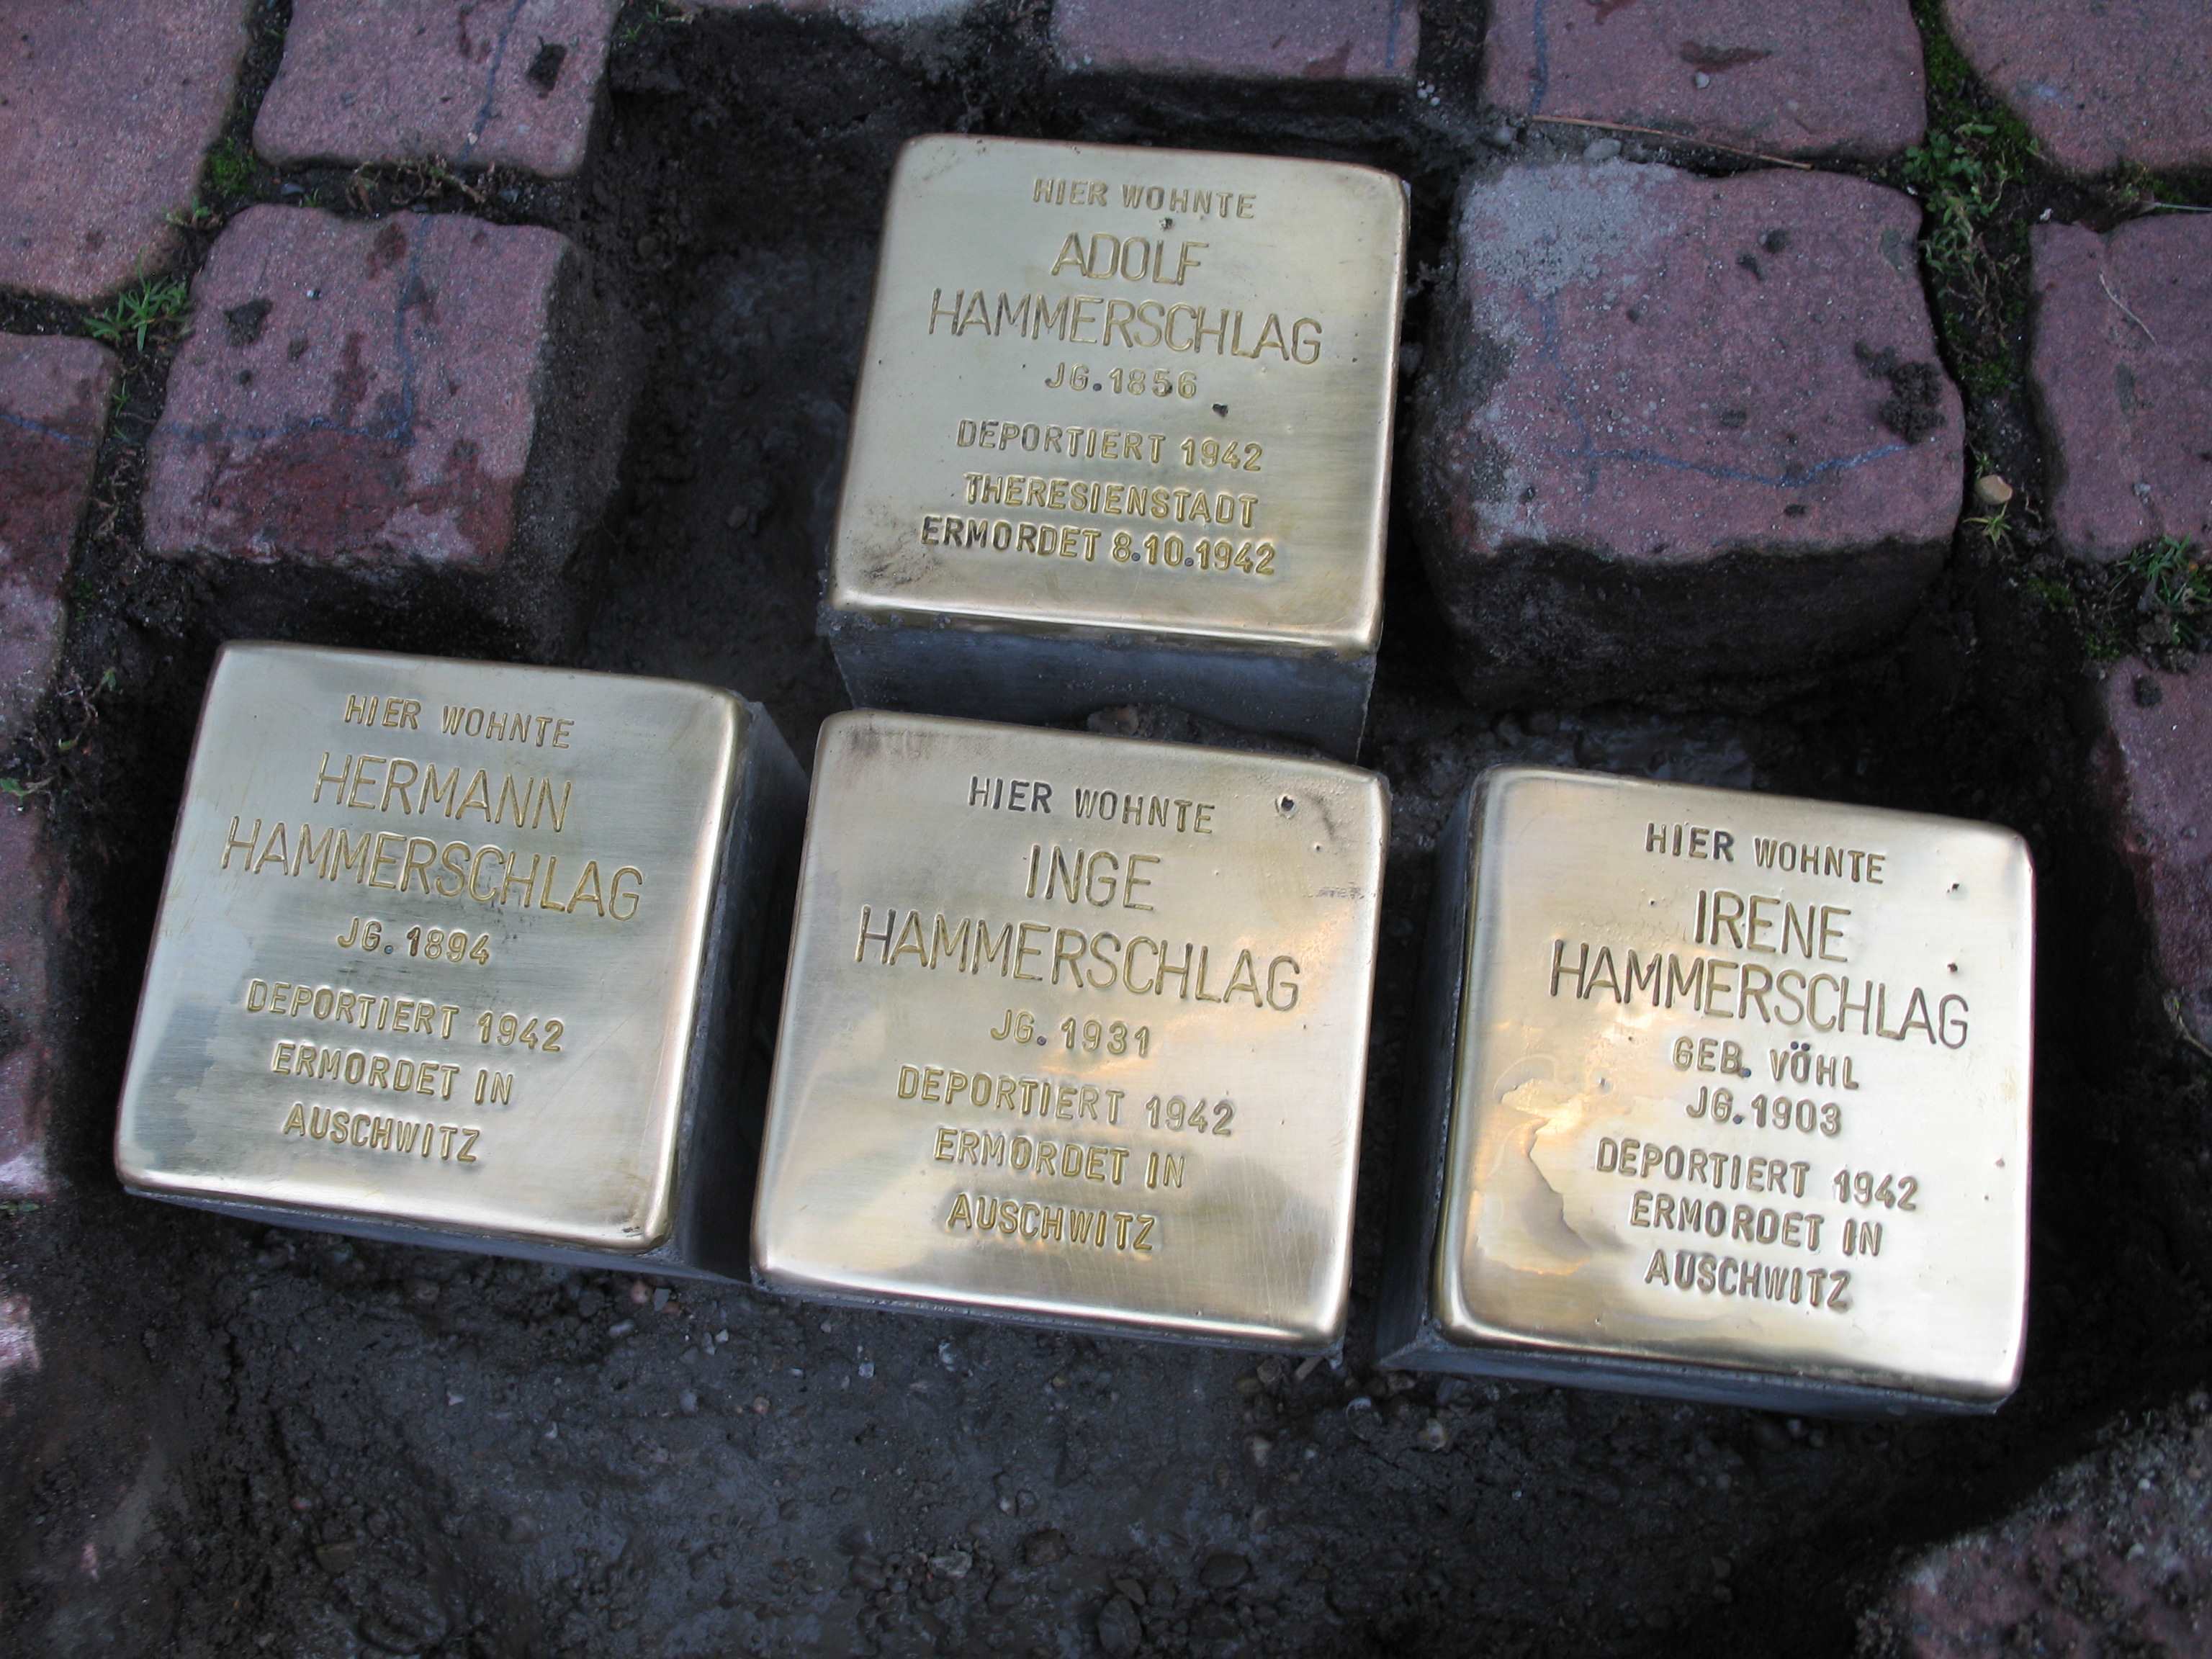 HIER WOHNTE
ADOLF
HAMMERSCHLAG
JG. 1856
DEPORTIERT 1942
THERESIENSTADT
ERMORDET 8.10.1942
HIER WOHNTE
HERMANN
HAMMERSCHLAG
JG. 1894
DEPORTIERT 1942
ERMORDET IN
AUSCHWITZ
HIER WOHNTE
INGE
HAMMERSCHLAG
JG. 1931
DEPORTIERT 1942
ERMORDET IN
AUSCHWITZ
HIER WOHNTE
IRENE
HAMMERSCHLAG
GEB. VÖHL
JG. 1903
DEPORTIERT 1942
ERMORDET IN
AUSCHWITZ